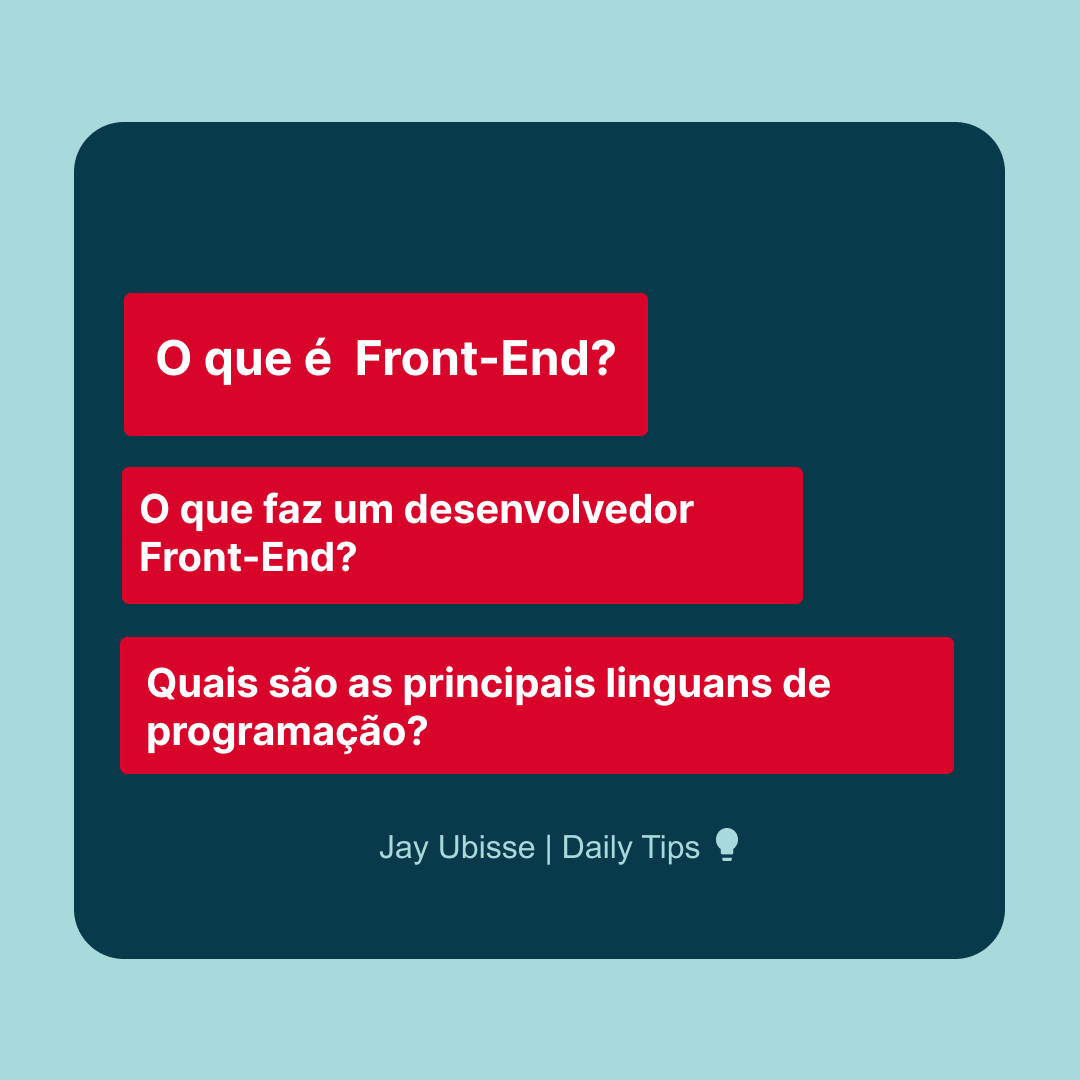 O que é  Front-End?
O que faz um desenvolvedor
Front-End?
Quais são as principais linguans de
programação?
Jay Ubisse | Daily Tips